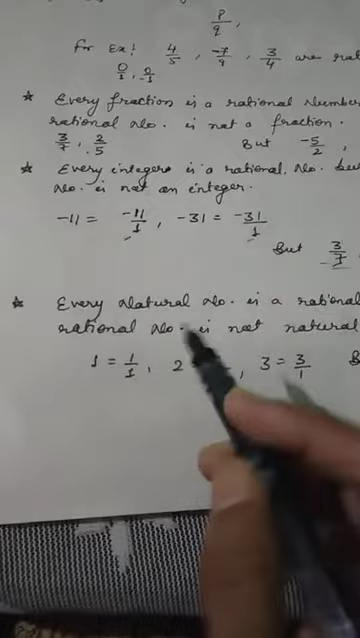 p/q,
For Ex! 4/5, -7/9, 3/4 are rat
0/1, 0/-1
★ Every fraction is a rational Number
rational No. is not a fraction.
3/7, 2/5 But -5/2,
★ Every integer is a rational. No. but
No. is not an integer.
-11 = -11/1, -31 = -31/1
But 3/7
★ Every Natural No. is a rational
rational No. is not natural
1 = 1/1, 2, 3 = 3/1